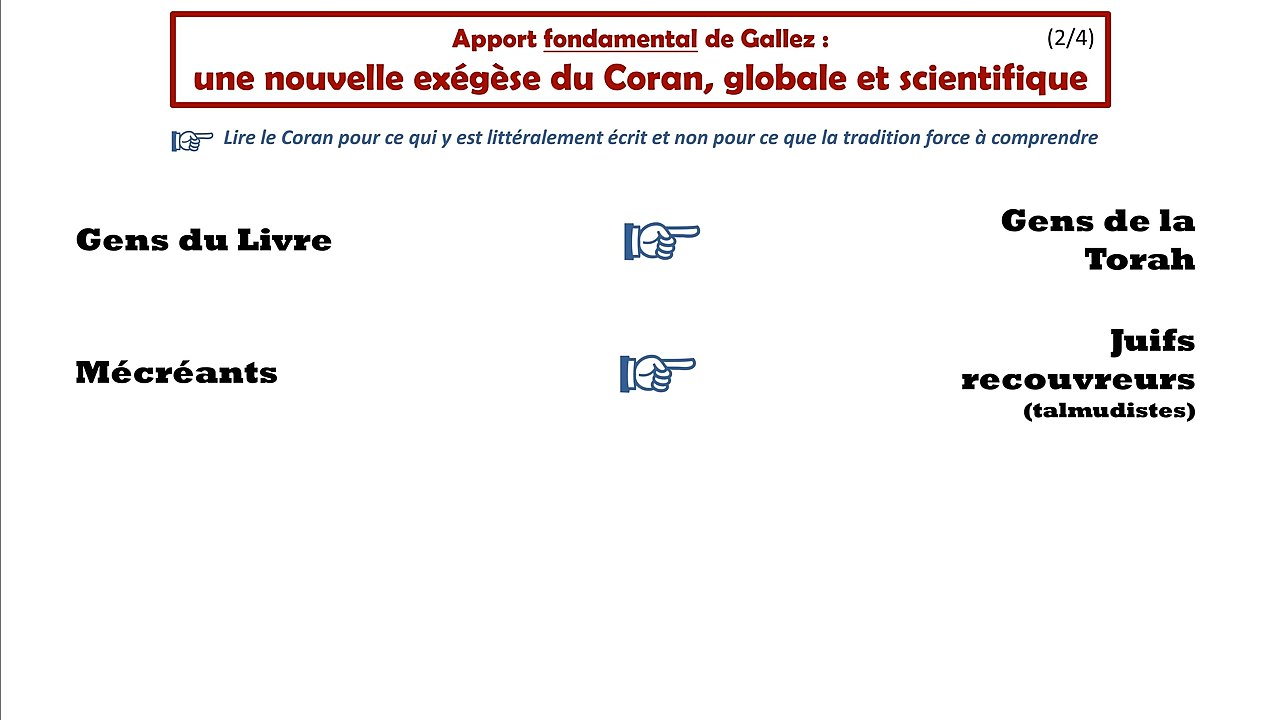 Apport fondamental de Gallez :
(2/4)
une nouvelle exégèse du Coran, globale et scientifique
Lire le Coran pour ce qui y est littéralement écrit et non pour ce que la tradition force à comprendre
Gens du Livre
Gens de la
Torah
Mécréants
Juifs
recouvreurs
(talmudistes)